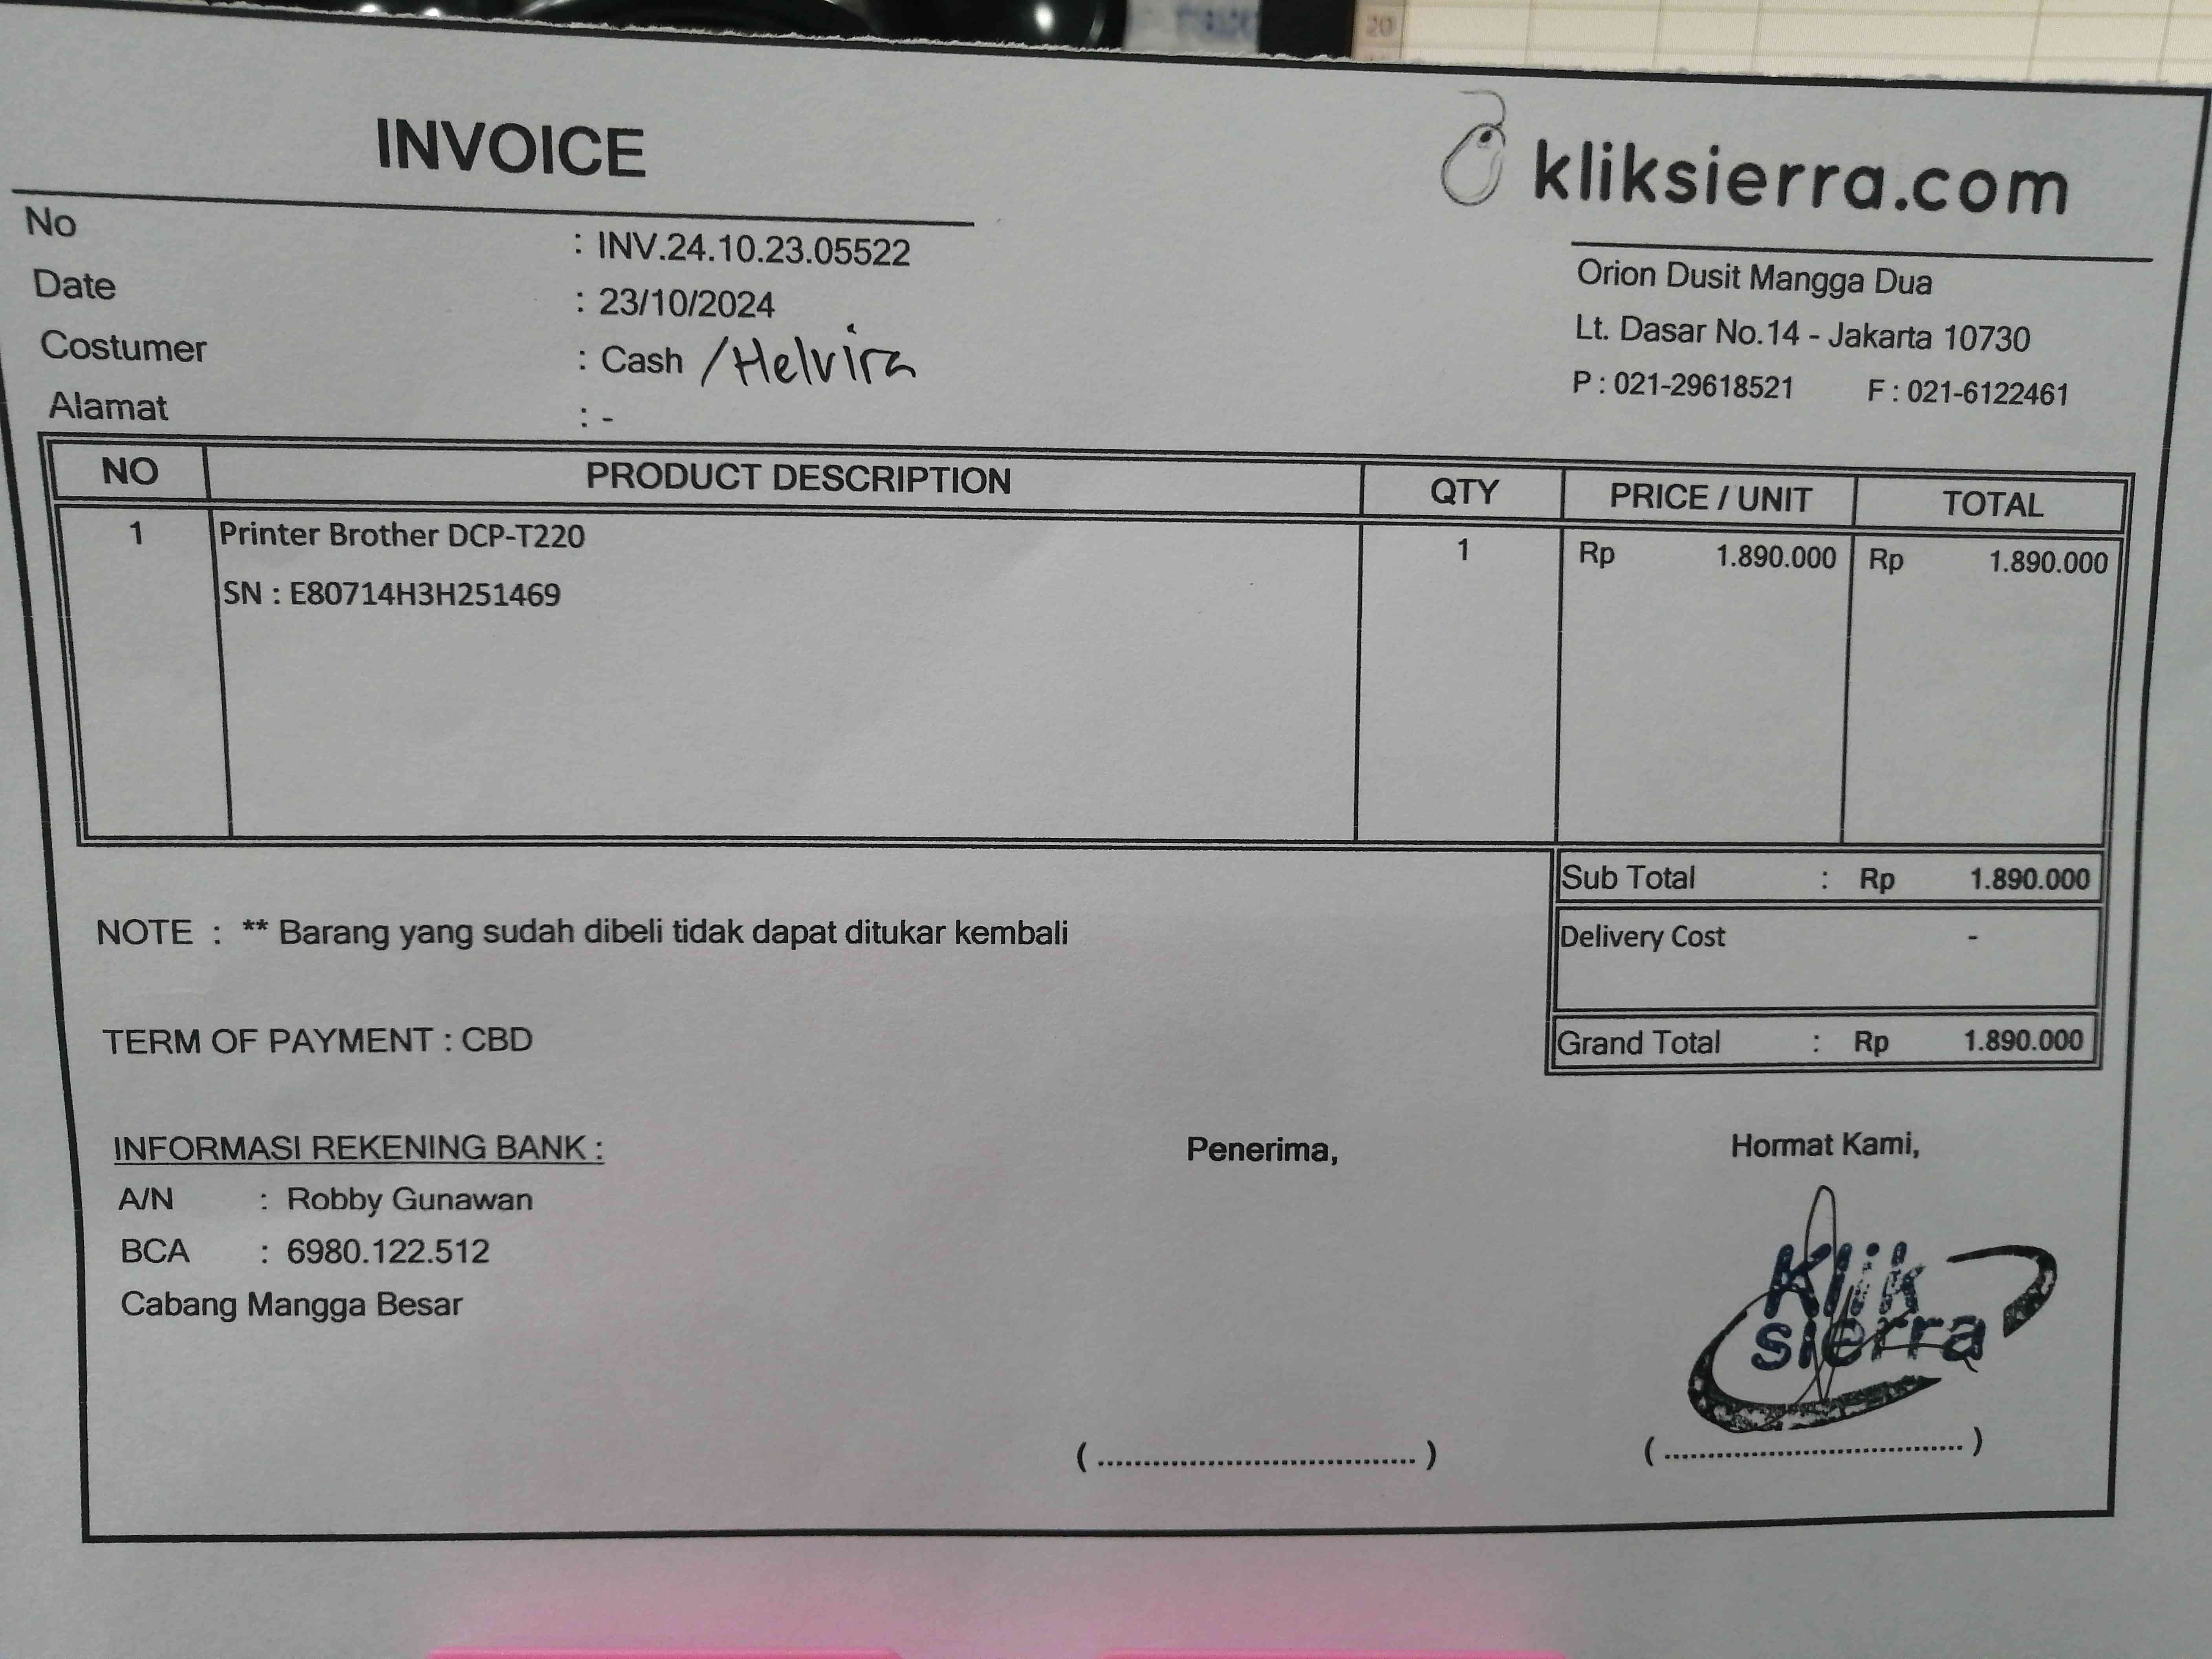 INVOICE
kliksierra.com
No : INV.24.10.23.05522
Date : 23/10/2024
Costumer : Cash /Helvira
Alamat : -
Orion Dusit Mangga Dua
Lt. Dasar No.14 - Jakarta 10730
P : 021-29618521 F : 021-6122461
NO PRODUCT DESCRIPTION QTY PRICE / UNIT TOTAL
1 Printer Brother DCP-T220 1 Rp 1.890.000 Rp 1.890.000
SN : E80714H3H251469
Sub Total : Rp 1.890.000
NOTE : ** Barang yang sudah dibeli tidak dapat ditukar kembali
Delivery Cost -
TERM OF PAYMENT : CBD
Grand Total : Rp 1.890.000
INFORMASI REKENING BANK :
A/N : Robby Gunawan
BCA : 6980.122.512
Cabang Mangga Besar
Penerima,
Hormat Kami,
Klik
sierra
( ........................................ )
( ........................................ )
20